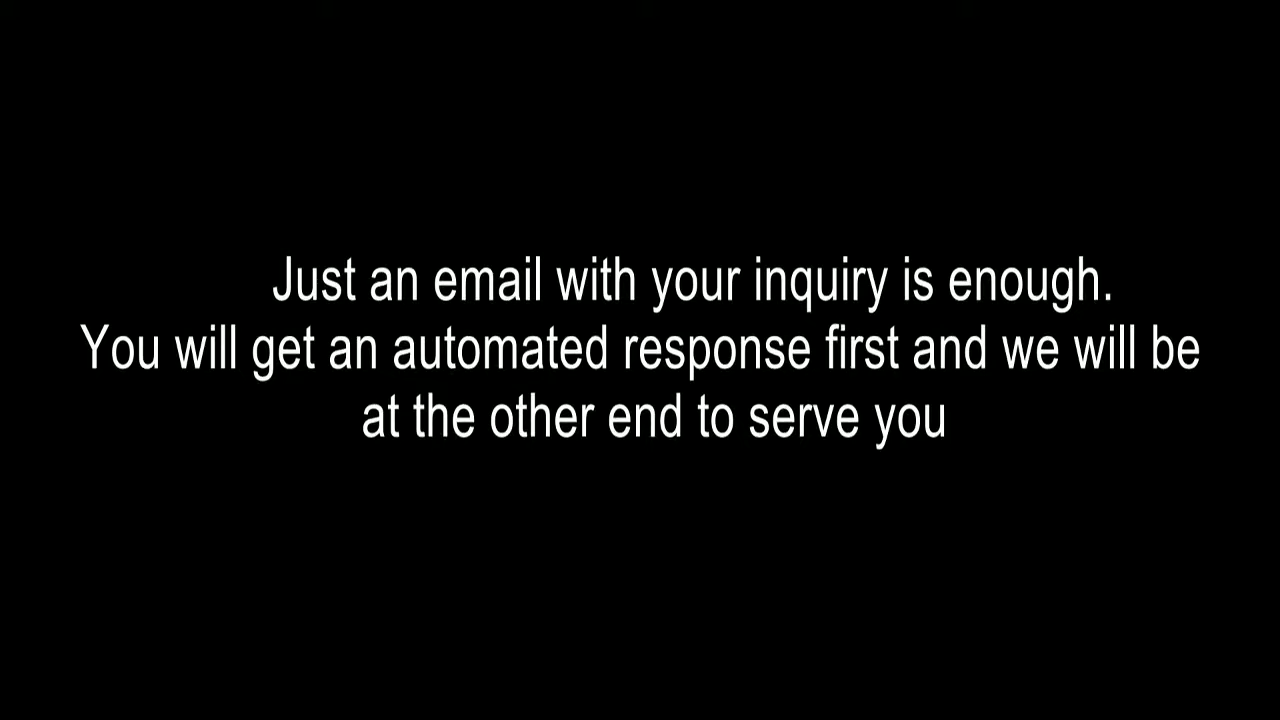 Just an email with your inquiry is enough.
You will get an automated response first and we will be
at the other end to serve you